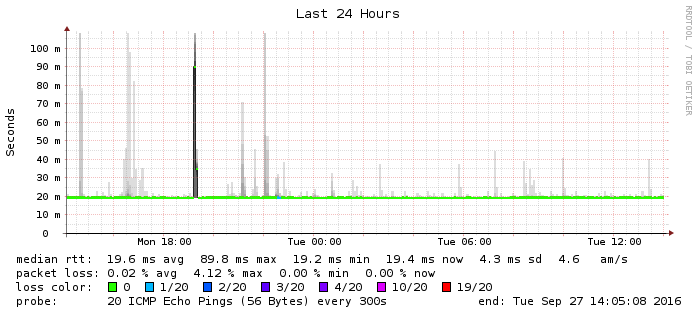 Last 24 Hours
RRDTOOL / TOBI OETIKER
Seconds
100 m
90 m
80 m
70 m
60 m
50 m
40 m
30 m
20 m
10 m
0
Mon 18:00 Tue 00:00 Tue 06:00 Tue 12:00
median rtt: 19.6 ms avg 89.8 ms max 19.2 ms min 19.4 ms now 4.3 ms sd 4.6 am/s
packet loss: 0.02 % avg 4.12 % max 0.00 % min 0.00 % now
loss color: 0 1/20 2/20 3/20 4/20 10/20 19/20
probe: 20 ICMP Echo Pings (56 Bytes) every 300s end: Tue Sep 27 14:05:08 2016